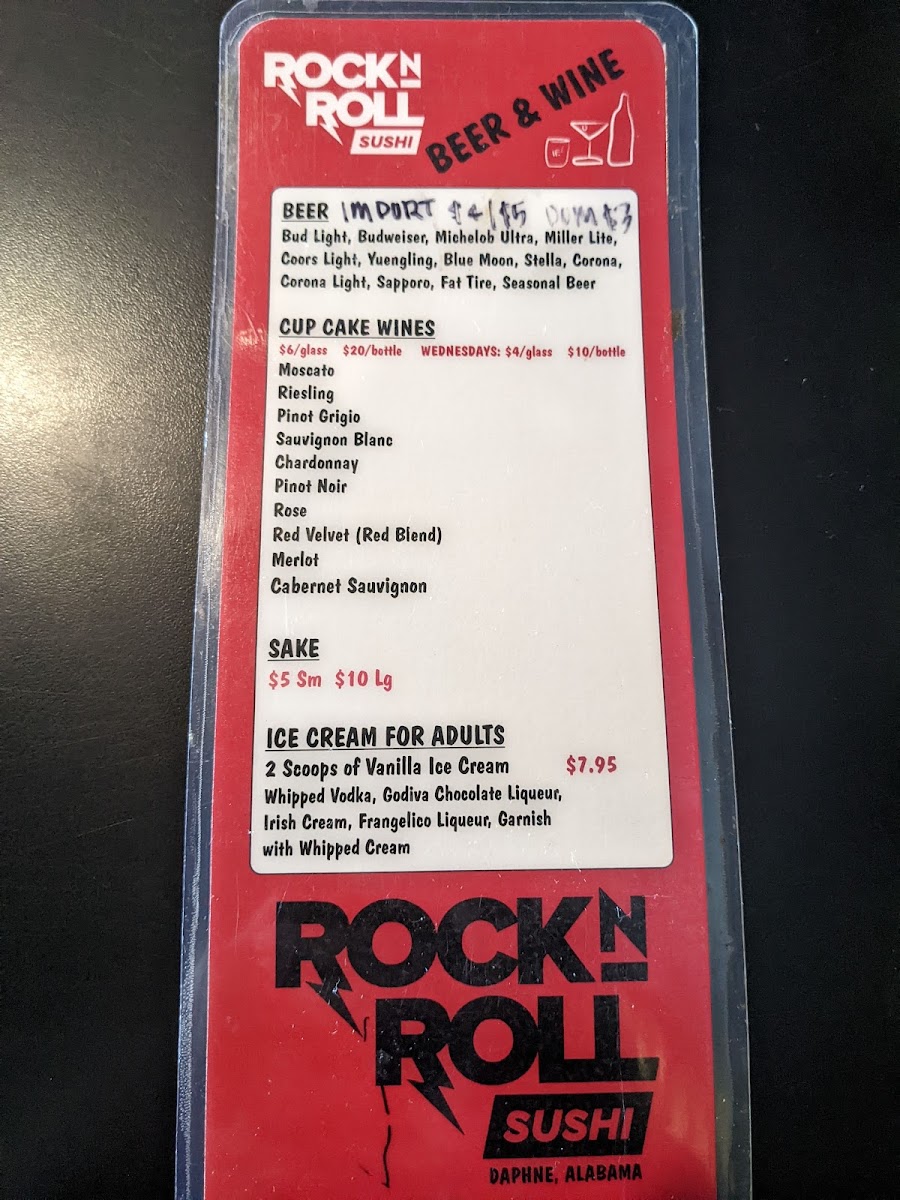 ROCK N
ROLL
SUSHI
BEER & WINE
BEER IMPORT $4/$5 DOM $3
Bud Light, Budweiser, Michelob Ultra, Miller Lite,
Coors Light, Yuengling, Blue Moon, Stella, Corona,
Corona Light, Sapporo, Fat Tire, Seasonal Beer
CUP CAKE WINES
$6/glass $20/bottle WEDNESDAYS: $4/glass $10/bottle
Moscato
Riesling
Pinot Grigio
Sauvignon Blanc
Chardonnay
Pinot Noir
Rose
Red Velvet (Red Blend)
Merlot
Cabernet Sauvignon
SAKE
$5 Sm $10 Lg
ICE CREAM FOR ADULTS
2 Scoops of Vanilla Ice Cream $7.95
Whipped Vodka, Godiva Chocolate Liqueur,
Irish Cream, Frangelico Liqueur, Garnish
with Whipped Cream
ROCK N
ROLL
SUSHI
DAPHNE, ALABAMA